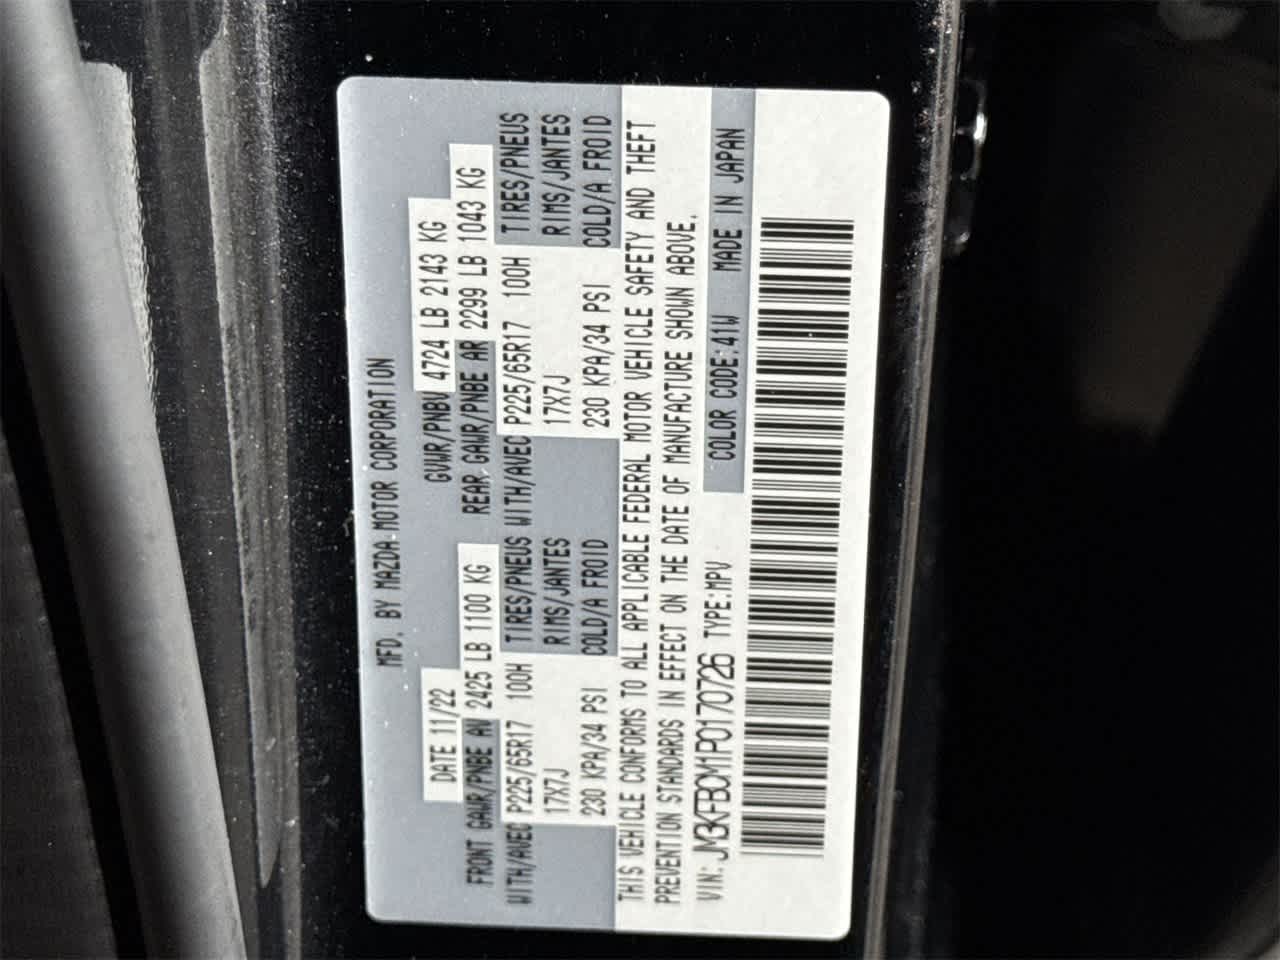 MFD. BY MAZDA MOTOR CORPORATION
DATE 11/22 GVWR/PNBV 4724 LB 2143 KG
FRONT GAWR/PNBE AV 2425 LB 1100 KG REAR GAWR/PNBE AR 2299 LB 1043 KG
WITH/AVEC P225/65R17 100H TIRES/PNEUS WITH/AVEC P225/65R17 100H TIRES/PNEUS
17X7J RIMS/JANTES 17X7J RIMS/JANTES
230 KPA/34 PSI COLD/A FROID 230 KPA/34 PSI COLD/A FROID
THIS VEHICLE CONFORMS TO ALL APPLICABLE FEDERAL MOTOR VEHICLE SAFETY AND THEFT
PREVENTION STANDARDS IN EFFECT ON THE DATE OF MANUFACTURE SHOWN ABOVE.
VIN: JM3KFBCM1P0170726 TYPE:MPV COLOR CODE:41W MADE IN JAPAN